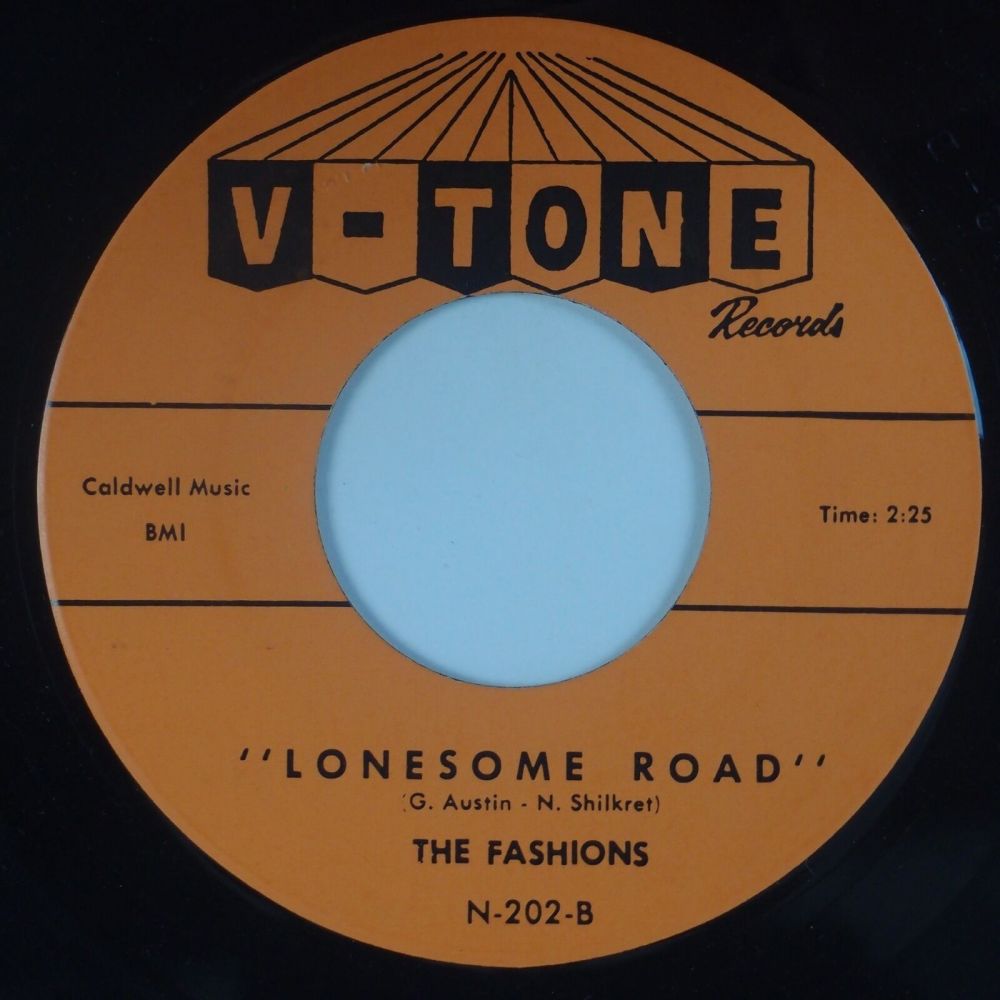 V-TONE
Records
Caldwell Music
BMI
Time: 2:25
"LONESOME ROAD"
(G. Austin - N. Shilkret)
THE FASHIONS
N-202-B